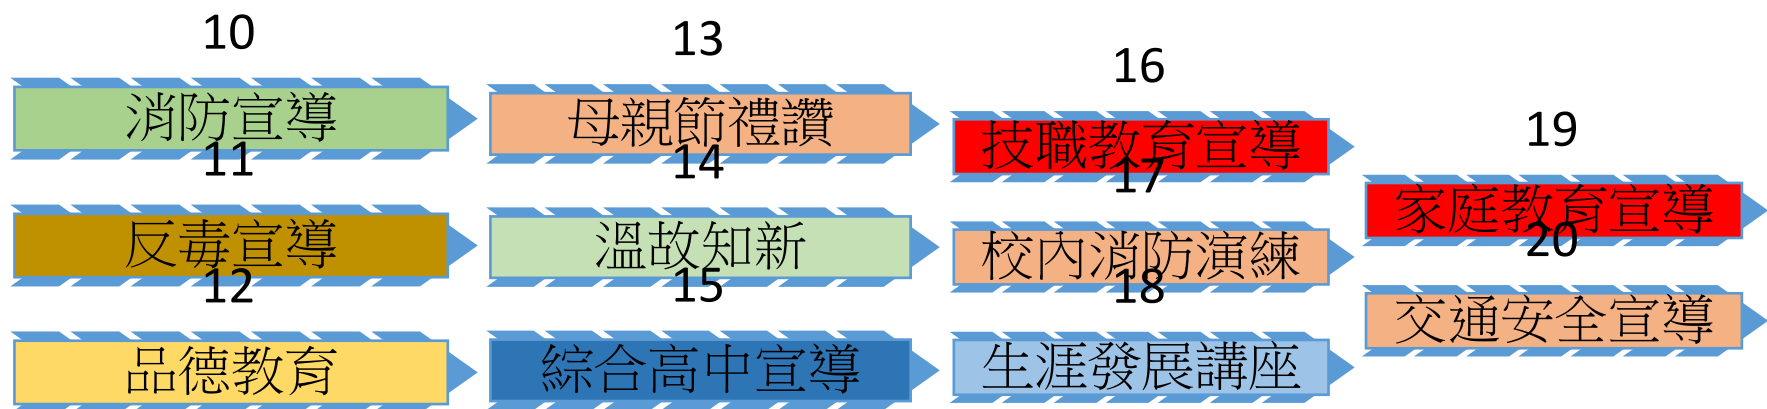 10
消防宣導
11
反毒宣導
12
品德教育
13
母親節禮讚
14
溫故知新
15
綜合高中宣導
16
技職教育宣導
17
校內消防演練
18
生涯發展講座
19
家庭教育宣導
20
交通安全宣導